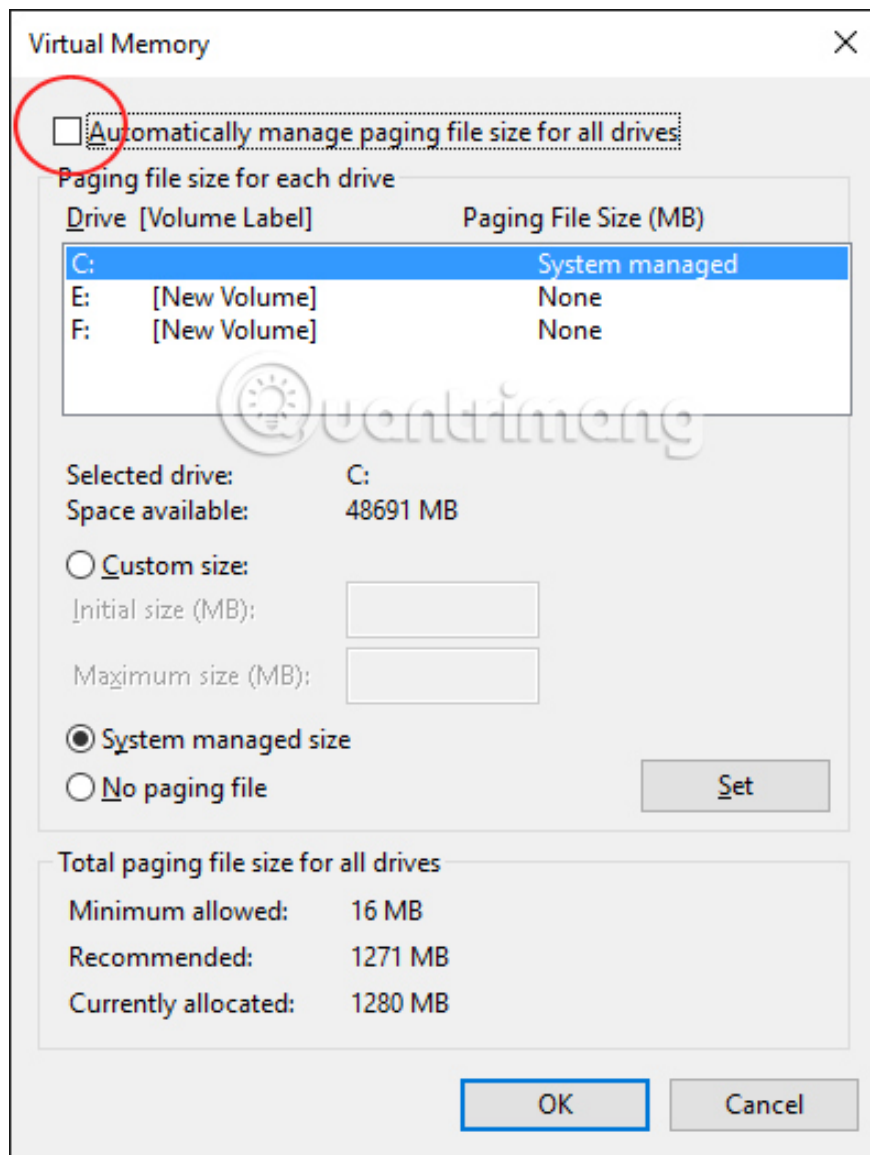 Virtual Memory
Automatically manage paging file size for all drives
Paging file size for each drive
Drive [Volume Label] Paging File Size (MB)
C: System managed
E: [New Volume] None
F: [New Volume] None
Quantrimang
Selected drive: C:
Space available: 48691 MB
Custom size:
Initial size (MB):
Maximum size (MB):
System managed size
No paging file Set
Total paging file size for all drives
Minimum allowed: 16 MB
Recommended: 1271 MB
Currently allocated: 1280 MB
OK Cancel